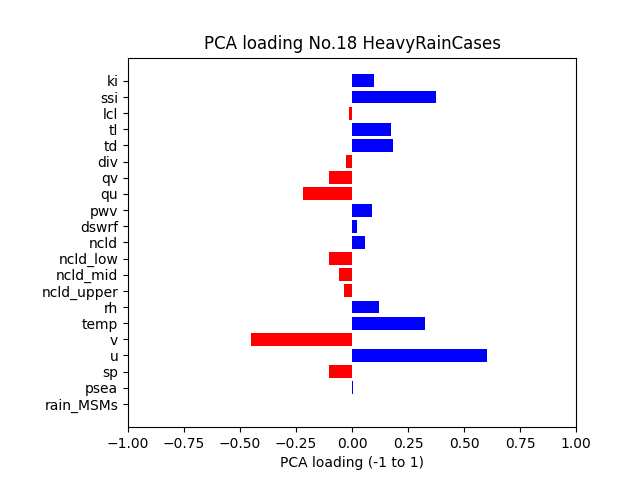 PCA loading No.18 HeavyRainCases
ki
ssi
lcl
tl
td
div
qv
qu
pwv
dswrf
ncld
ncld_low
ncld_mid
ncld_upper
rh
temp
v
u
sp
psea
rain_MSMs
−1.00 −0.75 −0.50 −0.25 0.00 0.25 0.50 0.75 1.00
PCA loading (-1 to 1)